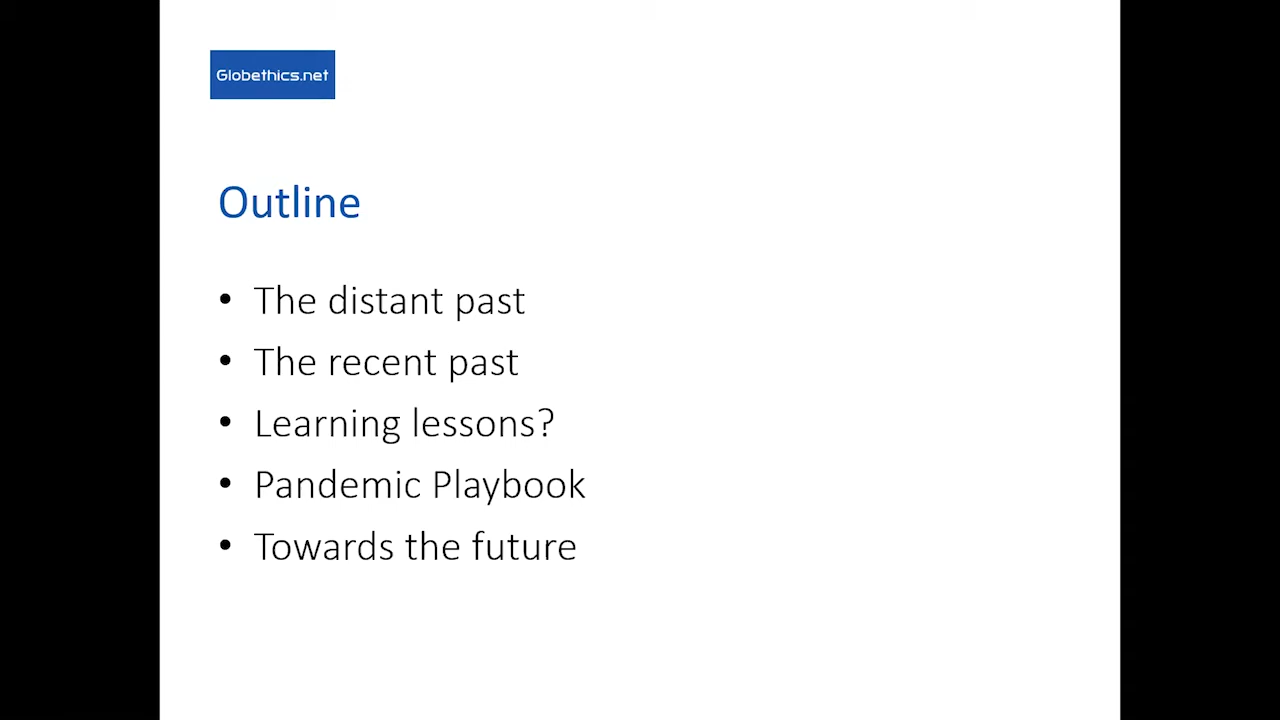 Globethics.net
Outline
• The distant past
• The recent past
• Learning lessons?
• Pandemic Playbook
• Towards the future